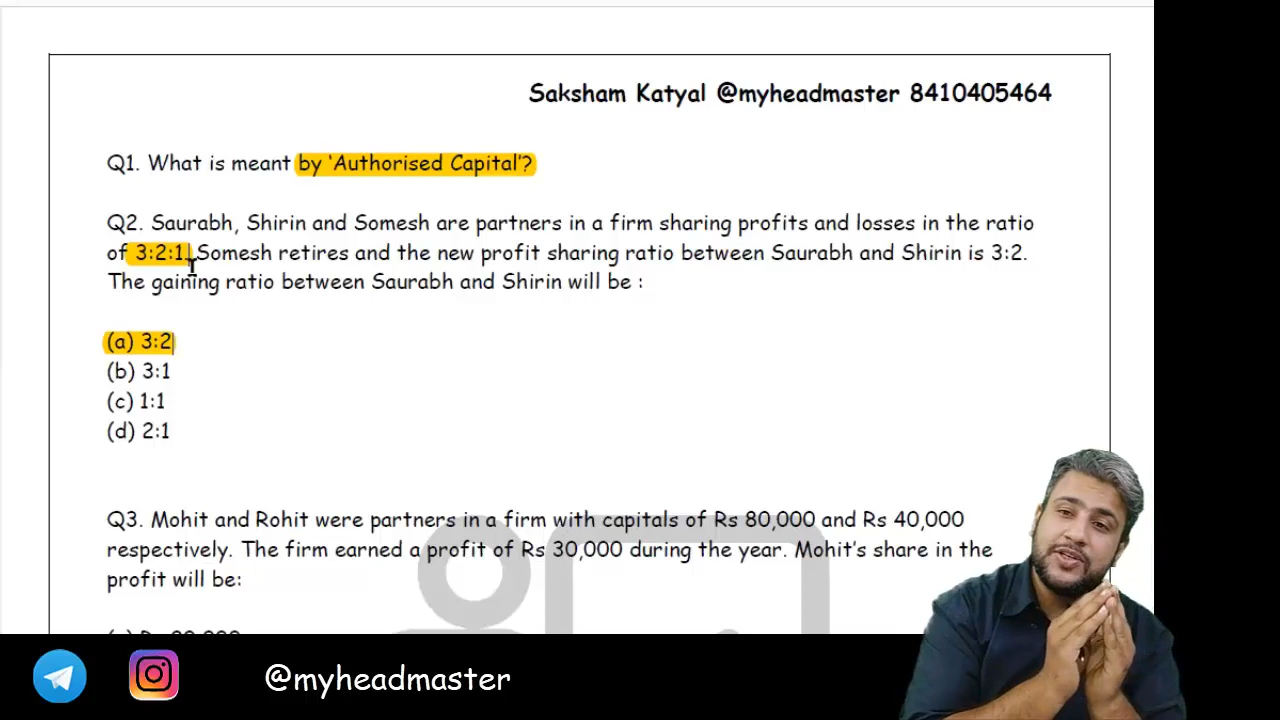 Saksham Katyal @myheadmaster 8410405464
Q1. What is meant by ‘Authorised Capital’?
Q2. Saurabh, Shirin and Somesh are partners in a firm sharing profits and losses in the ratio
of 3:2:1. Somesh retires and the new profit sharing ratio between Saurabh and Shirin is 3:2.
The gaining ratio between Saurabh and Shirin will be :
(a) 3:2
(b) 3:1
(c) 1:1
(d) 2:1
Q3. Mohit and Rohit were partners in a firm with capitals of Rs 80,000 and Rs 40,000
respectively. The firm earned a profit of Rs 30,000 during the year. Mohit’s share in the
profit will be:
@myheadmaster